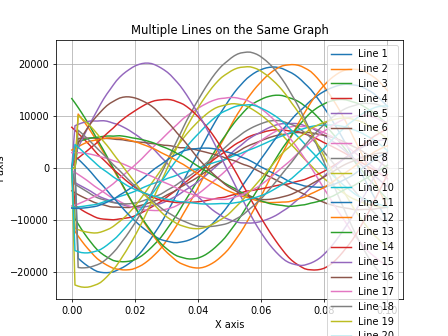 Multiple Lines on the Same Graph
20000
10000
0
−10000
−20000
0.00
0.02
0.04
0.06
X axis
Line 1
Line 2
Line 3
Line 4
Line 5
Line 6
Line 7
Line 8
Line 9
Line 10
Line 11
Line 12
Line 13
Line 14
Line 15
Line 16
Line 17
Line 18
Line 19
Line 20